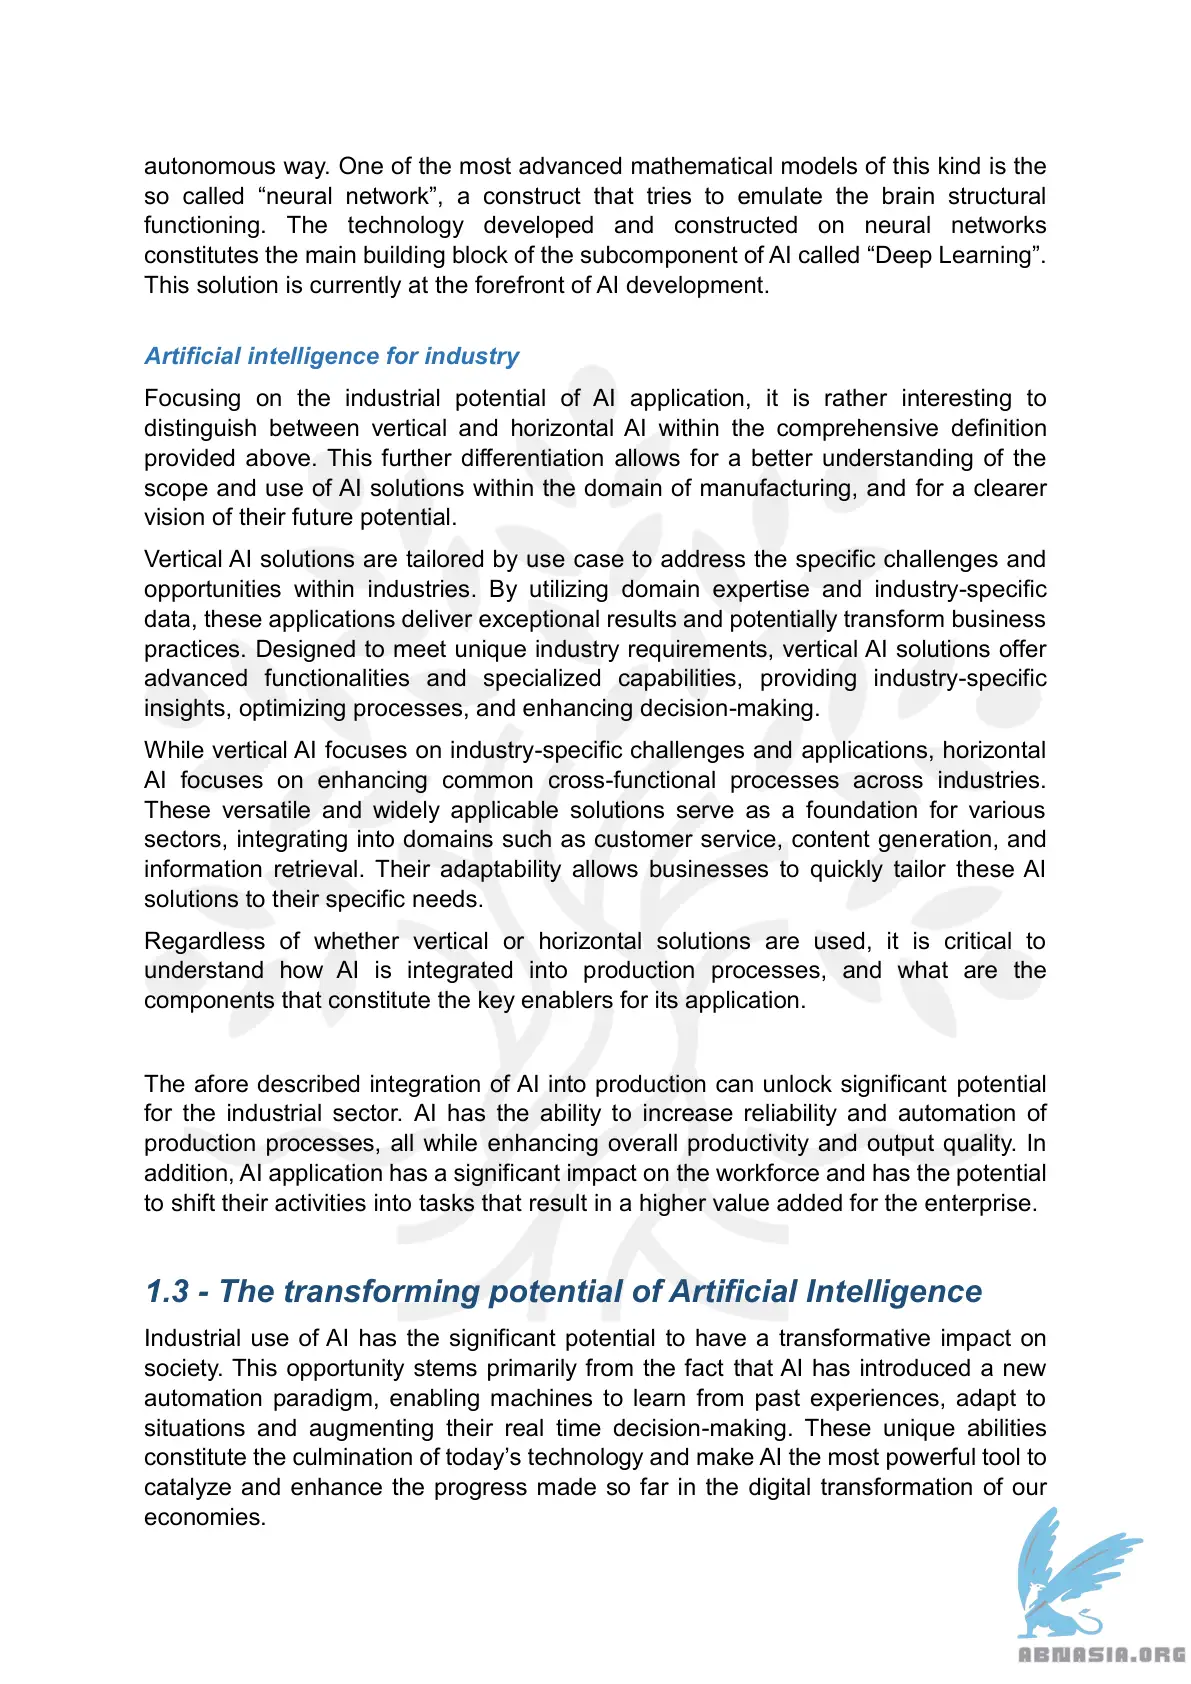 autonomous way. One of the most advanced mathematical models of this kind is the
so called “neural network”, a construct that tries to emulate the brain structural
functioning. The technology developed and constructed on neural networks
constitutes the main building block of the subcomponent of AI called “Deep Learning”.
This solution is currently at the forefront of AI development.
Artificial intelligence for industry
Focusing on the industrial potential of AI application, it is rather interesting to
distinguish between vertical and horizontal AI within the comprehensive definition
provided above. This further differentiation allows for a better understanding of the
scope and use of AI solutions within the domain of manufacturing, and for a clearer
vision of their future potential.
Vertical AI solutions are tailored by use case to address the specific challenges and
opportunities within industries. By utilizing domain expertise and industry-specific
data, these applications deliver exceptional results and potentially transform business
practices. Designed to meet unique industry requirements, vertical AI solutions offer
advanced functionalities and specialized capabilities, providing industry-specific
insights, optimizing processes, and enhancing decision-making.
While vertical AI focuses on industry-specific challenges and applications, horizontal
AI focuses on enhancing common cross-functional processes across industries.
These versatile and widely applicable solutions serve as a foundation for various
sectors, integrating into domains such as customer service, content generation, and
information retrieval. Their adaptability allows businesses to quickly tailor these AI
solutions to their specific needs.
Regardless of whether vertical or horizontal solutions are used, it is critical to
understand how AI is integrated into production processes, and what are the
components that constitute the key enablers for its application.
The afore described integration of AI into production can unlock significant potential
for the industrial sector. AI has the ability to increase reliability and automation of
production processes, all while enhancing overall productivity and output quality. In
addition, AI application has a significant impact on the workforce and has the potential
to shift their activities into tasks that result in a higher value added for the enterprise.
1.3 - The transforming potential of Artificial Intelligence
Industrial use of AI has the significant potential to have a transformative impact on
society. This opportunity stems primarily from the fact that AI has introduced a new
automation paradigm, enabling machines to learn from past experiences, adapt to
situations and augmenting their real time decision-making. These unique abilities
constitute the culmination of today’s technology and make AI the most powerful tool to
catalyze and enhance the progress made so far in the digital transformation of our
economies.
ABNASIA.ORG